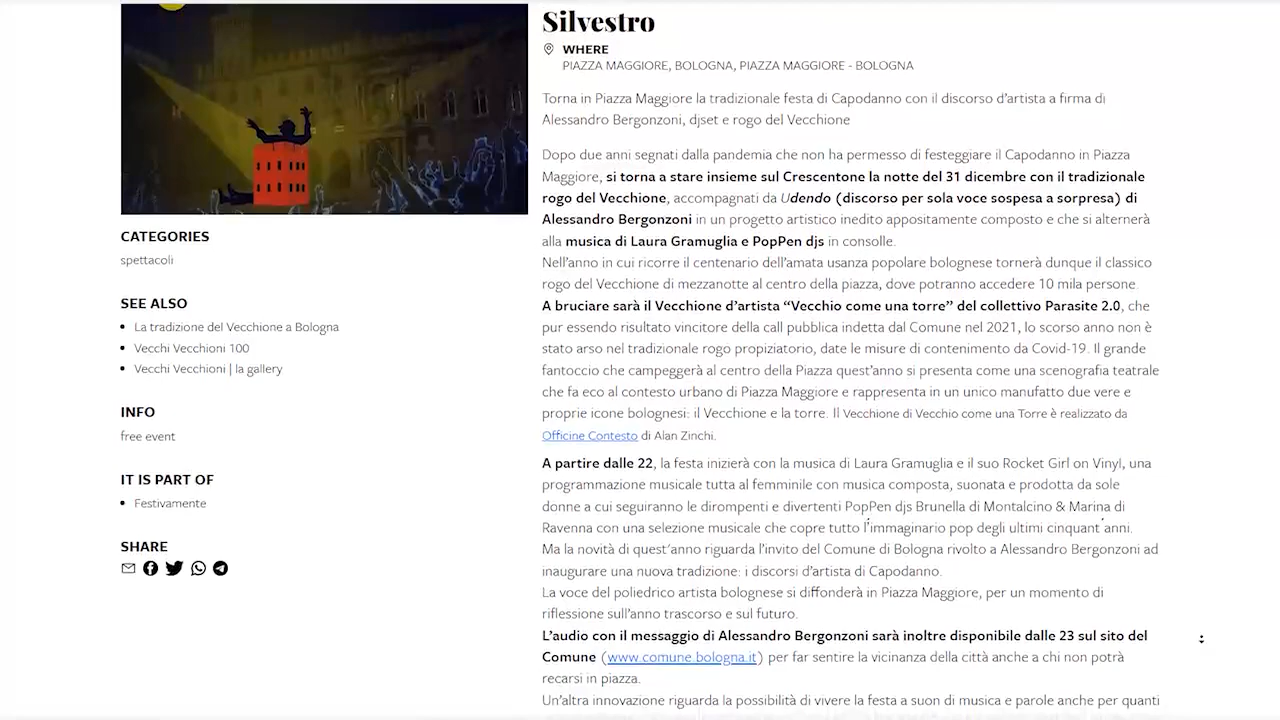 Silvestro
WHERE
PIAZZA MAGGIORE, BOLOGNA, PIAZZA MAGGIORE - BOLOGNA
Torna in Piazza Maggiore la tradizionale festa di Capodanno con il discorso d'artista a firma di
Alessandro Bergonzoni, djset e rogo del Vecchione
Dopo due anni segnati dalla pandemia che non ha permesso di festeggiare il Capodanno in Piazza
Maggiore, si torna a stare insieme sul Crescentone la notte del 31 dicembre con il tradizionale
rogo del Vecchione, accompagnati da Udendo (discorso per sola voce sospesa a sorpresa) di
Alessandro Bergonzoni in un progetto artistico inedito appositamente composto e che si alternerà
alla musica di Laura Gramuglia e PopPen djs in consolle.
Nell'anno in cui ricorre il centenario dell'amata usanza popolare bolognese tornerà dunque il classico
rogo del Vecchione di mezzanotte al centro della piazza, dove potranno accedere 10 mila persone.
A bruciare sarà il Vecchione d'artista “Vecchio come una torre” del collettivo Parasite 2.0, che
pur essendo risultato vincitore della call pubblica indetta dal Comune nel 2021, lo scorso anno non è
stato arso nel tradizionale rogo propiziatorio, date le misure di contenimento da Covid-19. Il grande
fantoccio che campeggerà al centro della Piazza quest'anno si presenta come una scenografia teatrale
che fa eco al contesto urbano di Piazza Maggiore e rappresenta in un unico manufatto due vere e
proprie icone bolognesi: il Vecchione e la torre. Il Vecchione di Vecchio come una Torre è realizzato da
Officine Contesto di Alan Zinchi.
A partire dalle 22, la festa inizierà con la musica di Laura Gramuglia e il suo Rocket Girl on Vinyl, una
programmazione musicale tutta al femminile con musica composta, suonata e prodotta da sole
donne a cui seguiranno le dirompenti e divertenti PopPen djs Brunella di Montalcino & Marina di
Ravenna con una selezione musicale che copre tutto l'immaginario pop degli ultimi cinquant'anni.
Ma la novità di quest'anno riguarda l'invito del Comune di Bologna rivolto a Alessandro Bergonzoni ad
inaugurare una nuova tradizione: i discorsi d'artista di Capodanno.
La voce del poliedrico artista bolognese si diffonderà in Piazza Maggiore, per un momento di
riflessione sull'anno trascorso e sul futuro.
L'audio con il messaggio di Alessandro Bergonzoni sarà inoltre disponibile dalle 23 sul sito del
Comune (www.comune.bologna.it) per far sentire la vicinanza della città anche a chi non potrà
recarsi in piazza.
Un'altra innovazione riguarda la possibilità di vivere la festa a suon di musica e parole anche per quanti
CATEGORIES
spettacoli
SEE ALSO
La tradizione del Vecchione a Bologna
Vecchi Vecchioni 100
Vecchi Vecchioni | la gallery
INFO
free event
IT IS PART OF
Festivamente
SHARE